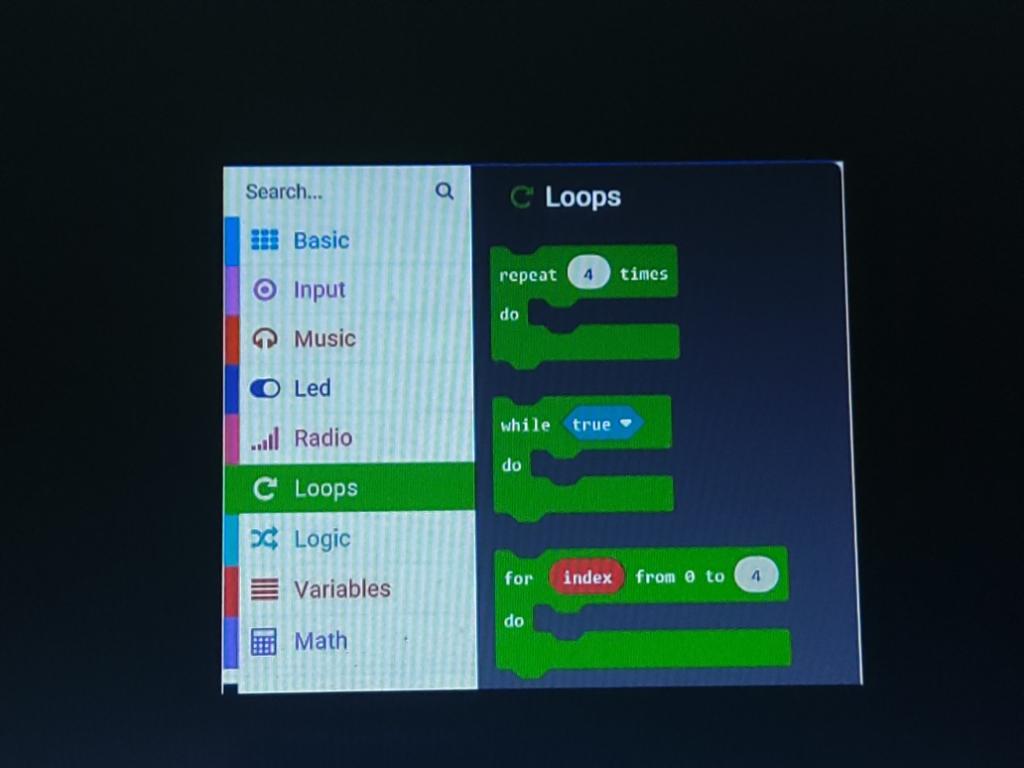 Search...
Basic
Input
Music
Led
Radio
Loops
Logic
Variables
Math
Loops
repeat 4 times
do
while true
do
for index from 0 to 4
do